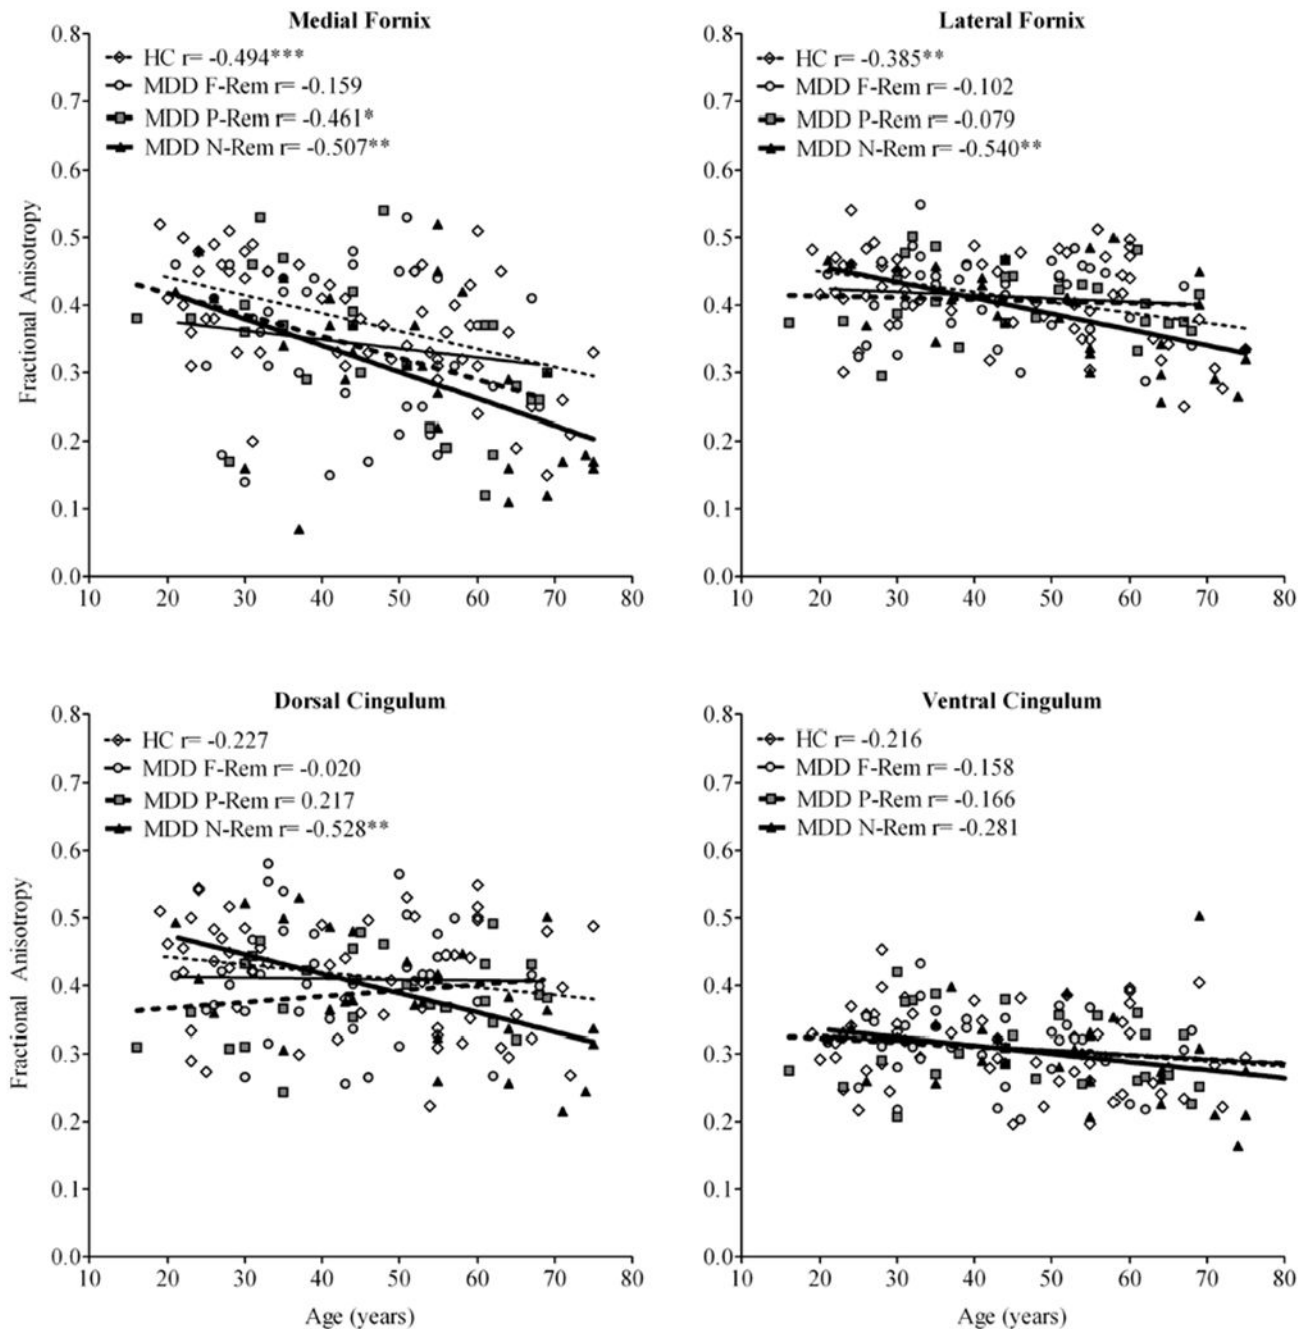 Medial Fornix
0.8
0.7
0.6
0.5
0.4
0.3
0.2
0.1
0.0
HC r= -0.494***
MDD F-Rem r= -0.159
MDD P-Rem r= -0.461*
MDD N-Rem r= -0.507**
Fractional Anisotropy
10 20 30 40 50 60 70 80
Lateral Fornix
0.8
0.7
0.6
0.5
0.4
0.3
0.2
0.1
0.0
HC r= -0.385**
MDD F-Rem r= -0.102
MDD P-Rem r= -0.079
MDD N-Rem r= -0.540**
10 20 30 40 50 60 70 80
Dorsal Cingulum
0.8
0.7
0.6
0.5
0.4
0.3
0.2
0.1
0.0
HC r= -0.227
MDD F-Rem r= -0.020
MDD P-Rem r= 0.217
MDD N-Rem r= -0.528**
Fractional Anisotropy
10 20 30 40 50 60 70 80
Age (years)
Ventral Cingulum
0.8
0.7
0.6
0.5
0.4
0.3
0.2
0.1
0.0
HC r= -0.216
MDD F-Rem r= -0.158
MDD P-Rem r= -0.166
MDD N-Rem r= -0.281
10 20 30 40 50 60 70 80
Age (years)